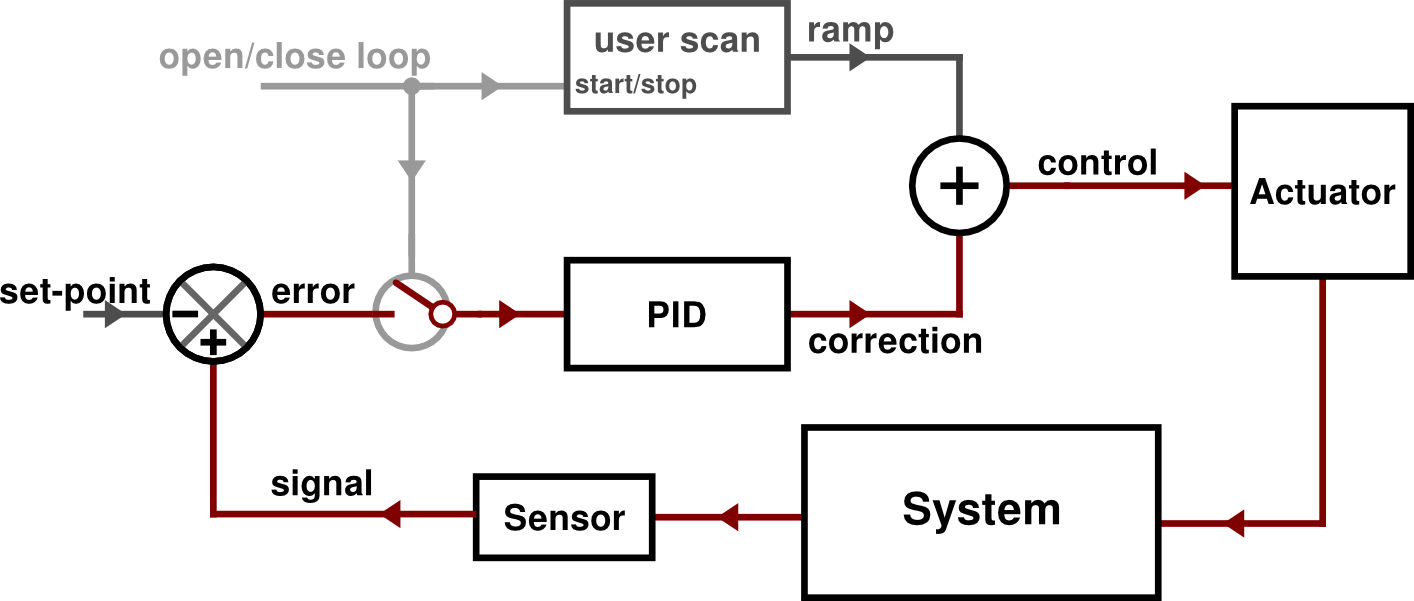 open/close loop
user scan
start/stop
ramp
+
control
Actuator
set-point
−
+
error
PID
correction
signal
Sensor
System